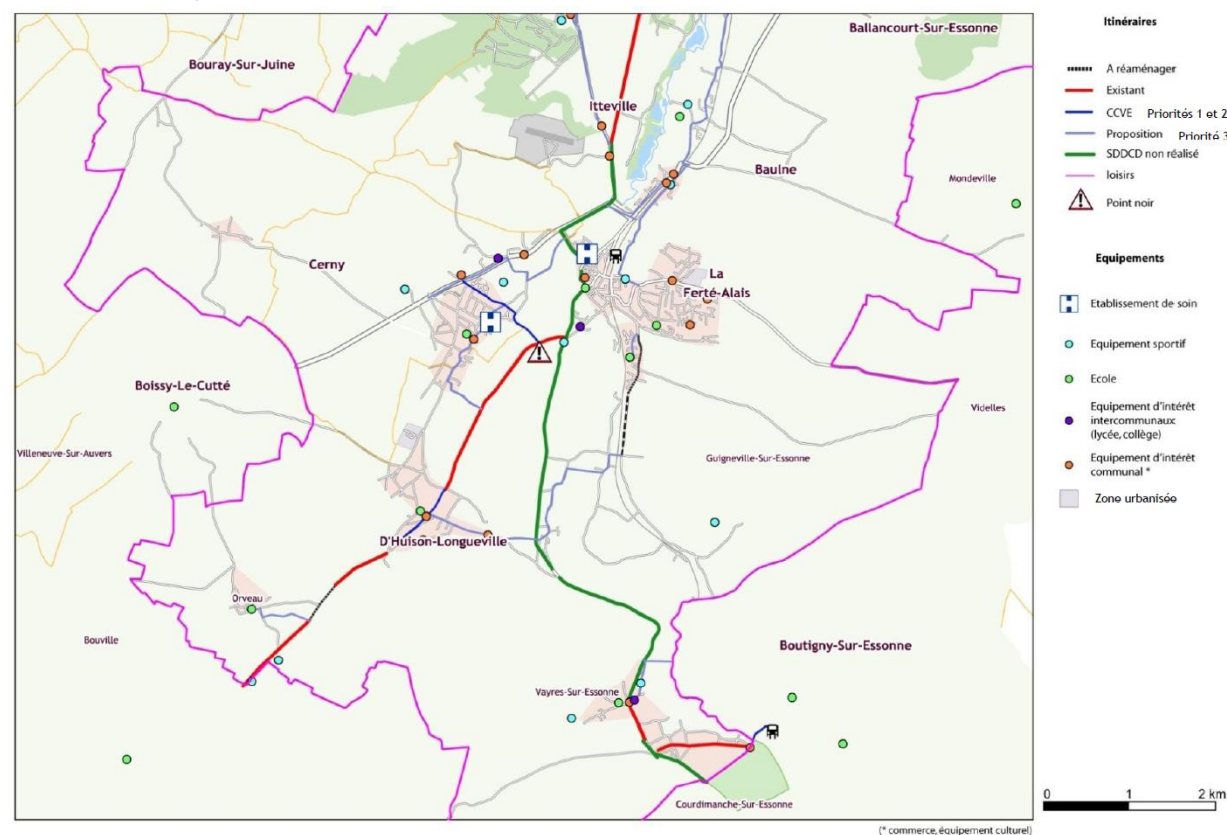 Ballancourt-Sur-Essonne
Bouray-Sur-Juine
Itteville
Baulne
Mondeville
Cerny
La
Ferté-Alais
Boissy-Le-Cutté
Videlles
Villeneuve-Sur-Auvers
Guigneville-Sur-Essonne
D'Huison-Longueville
Orveau
Bouville
Boutigny-Sur-Essonne
Vayres-Sur-Essonne
Courdimanche-Sur-Essonne
Itinéraires
A réaménager
Existant
CCVE Priorités 1 et 2
Proposition Priorité 3
SDDCD non réalisé
loisirs
Point noir
Equipements
H Etablissement de soin
Equipement sportif
Ecole
Equipement d'intérêt
intercommunaux
(lycée, collège)
Equipement d'intérêt
communal *
Zone urbanisée
0 1 2 km
(* commerce, équipement culturel)